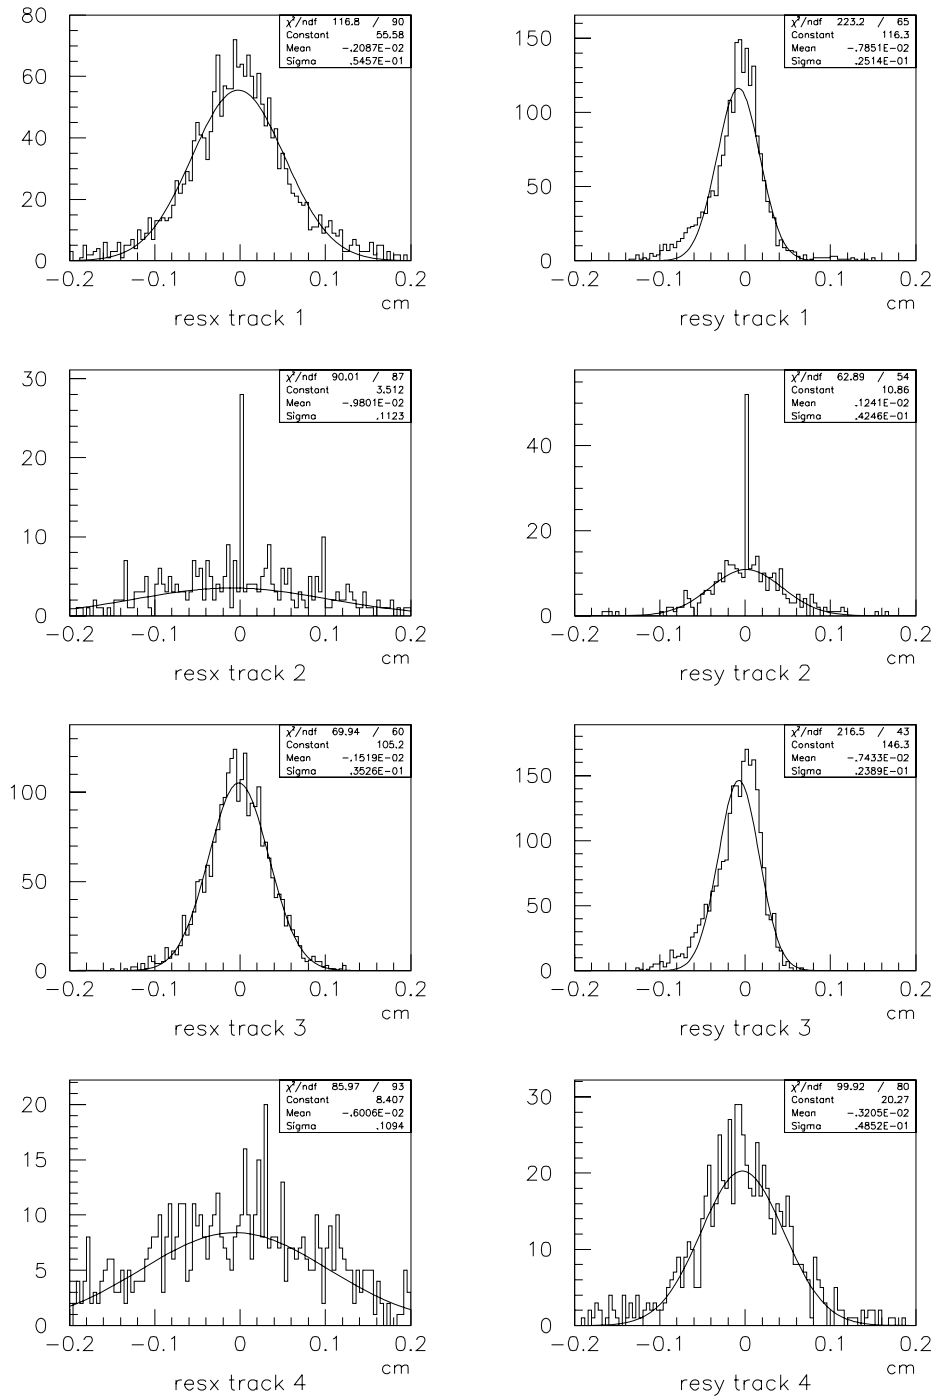 χ²/ndf 116.8 / 90
Constant 55.58
Mean -.2087E-02
Sigma .5457E-01
80
60
40
20
0
-0.2 -0.1 0 0.1 0.2
cm
resx track 1
χ²/ndf 223.2 / 65
Constant 116.3
Mean -.7851E-02
Sigma .2514E-01
150
100
50
0
-0.2 -0.1 0 0.1 0.2
cm
resy track 1
χ²/ndf 90.01 / 87
Constant 3.512
Mean -.9801E-02
Sigma .1123
30
20
10
0
-0.2 -0.1 0 0.1 0.2
cm
resx track 2
χ²/ndf 62.89 / 54
Constant 10.86
Mean .1241E-02
Sigma .4246E-01
40
20
0
-0.2 -0.1 0 0.1 0.2
cm
resy track 2
χ²/ndf 69.94 / 60
Constant 105.2
Mean -.1519E-02
Sigma .3526E-01
100
50
0
-0.2 -0.1 0 0.1 0.2
cm
resx track 3
χ²/ndf 216.5 / 43
Constant 146.3
Mean -.7433E-02
Sigma .2389E-01
150
100
50
0
-0.2 -0.1 0 0.1 0.2
cm
resy track 3
χ²/ndf 85.97 / 93
Constant 8.407
Mean -.6006E-02
Sigma .1094
20
15
10
5
0
-0.2 -0.1 0 0.1 0.2
cm
resx track 4
χ²/ndf 99.92 / 80
Constant 20.27
Mean -.3205E-02
Sigma .4852E-01
30
20
10
0
-0.2 -0.1 0 0.1 0.2
cm
resy track 4